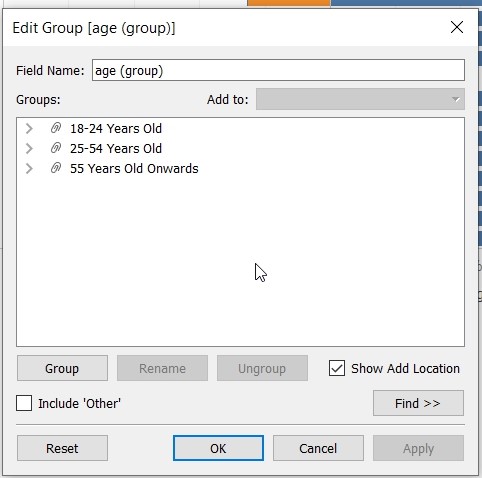 Edit Group [age (group)]
Field Name: age (group)
Groups: Add to:
18-24 Years Old
25-54 Years Old
55 Years Old Onwards
Group Rename Ungroup Show Add Location
Include 'Other' Find >>
Reset OK Cancel Apply